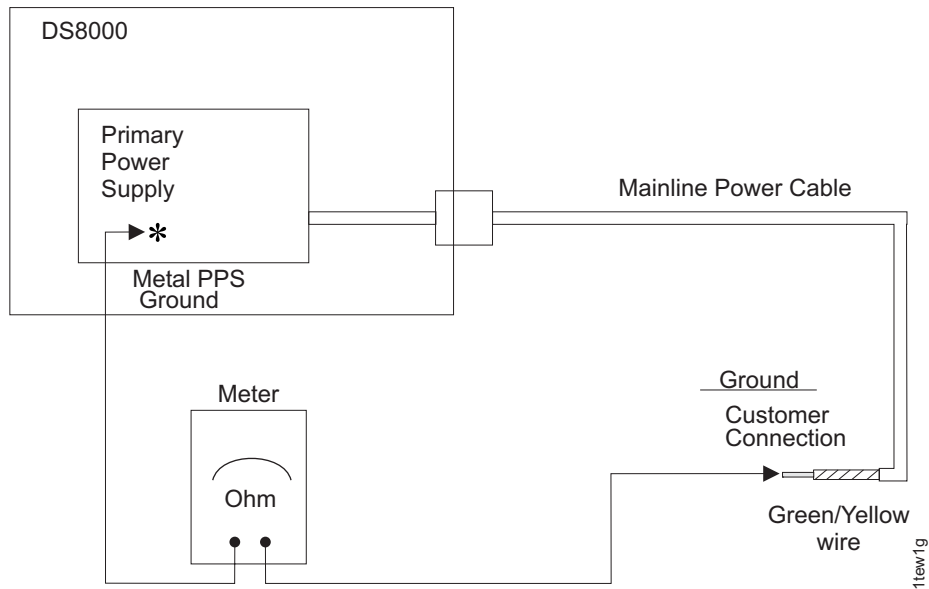 DS8000
Primary
Power
Supply
*
Metal PPS
Ground
Mainline Power Cable
Meter
Ohm
Ground
Customer
Connection
Green/Yellow
wire
1tew1g